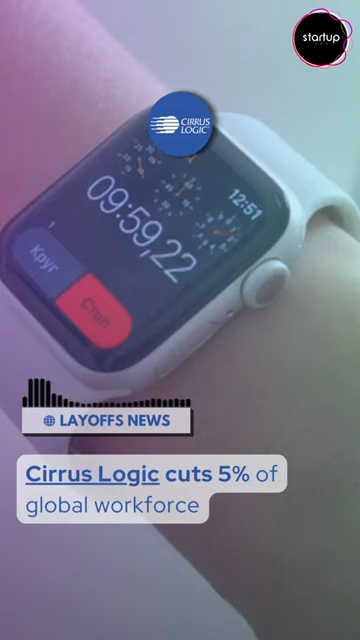 startup
CIRRUS
LOGIC
12:51
09:59,22
1
Круг
Стоп
LAYOFFS NEWS
Cirrus Logic cuts 5% of
global workforce